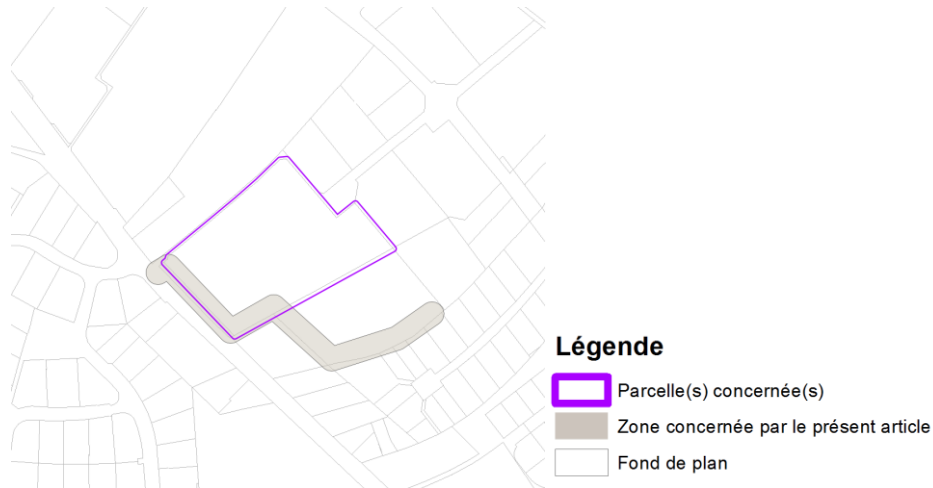 Légende
Parcelle(s) concernée(s)
Zone concernée par le présent article
Fond de plan